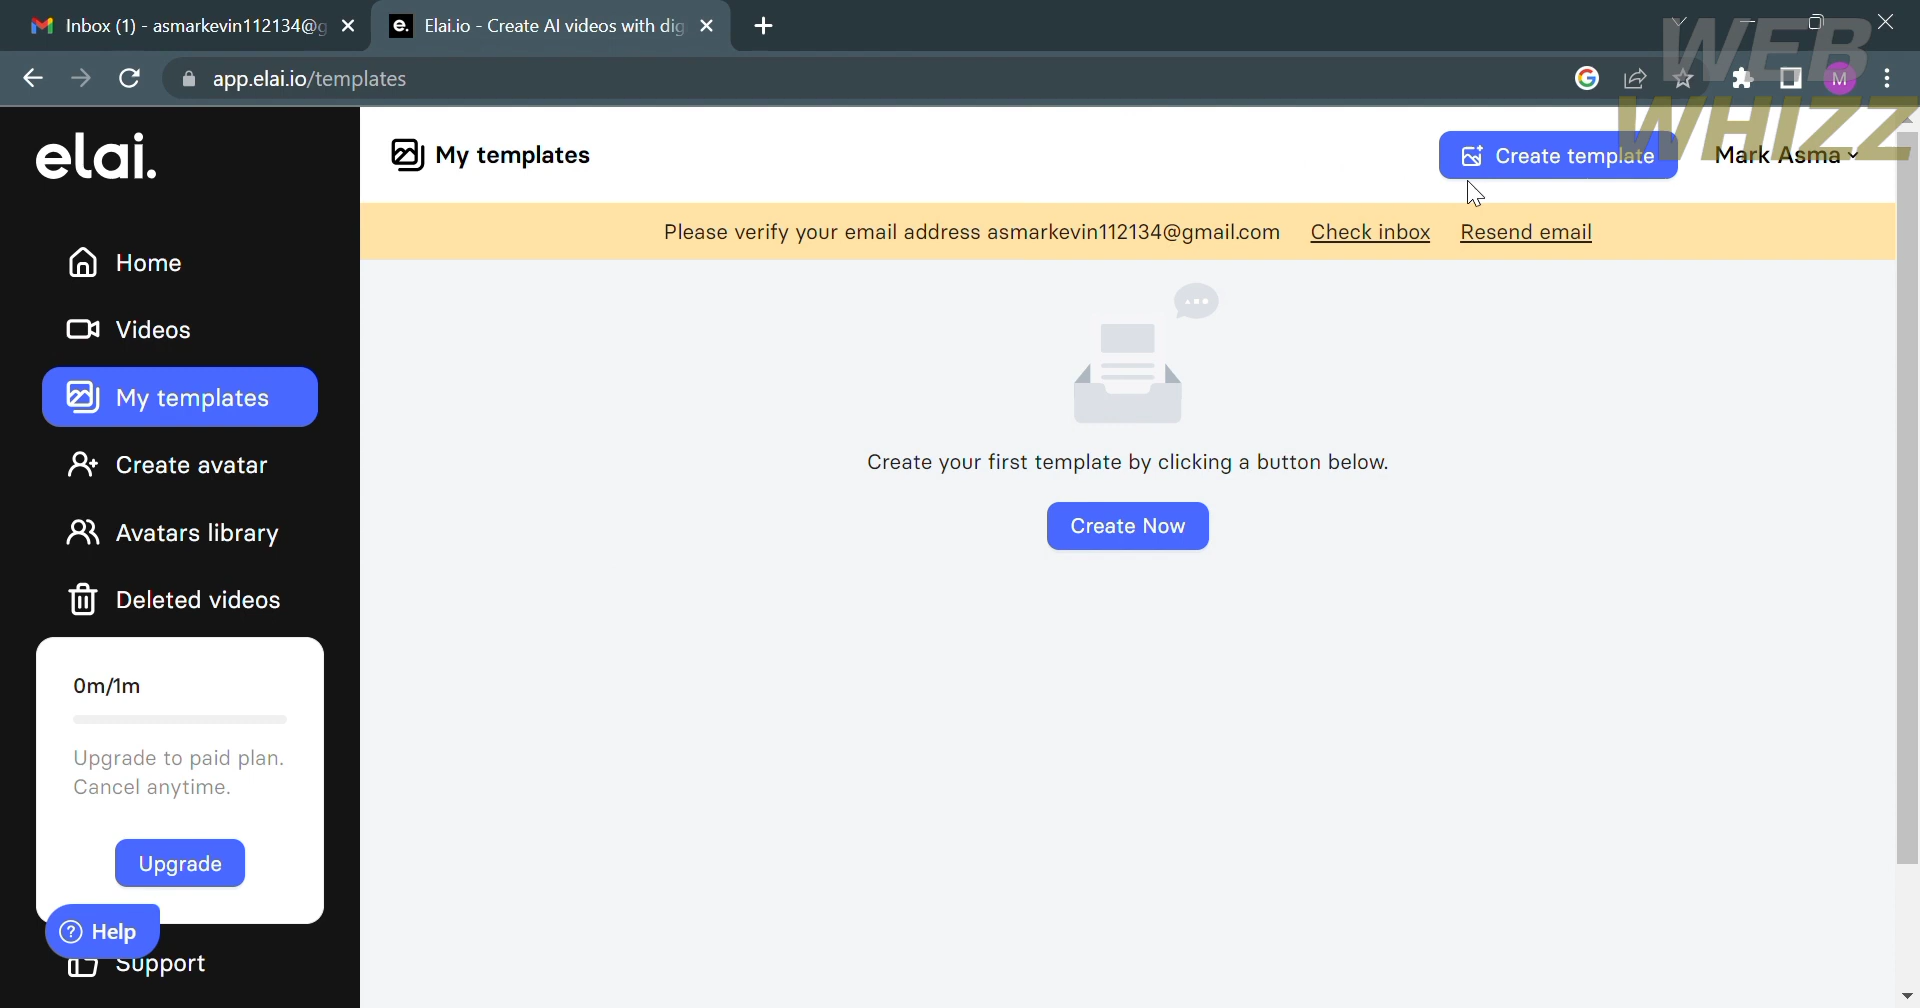 Inbox (1) - asmarkevin112134@g
Elai.io - Create AI videos with dig
app.elai.io/templates
M
WEB
WHIZZ
elai.
My templates
Create template
Mark Asma
Please verify your email address asmarkevin112134@gmail.com Check inbox Resend email
Home
Videos
My templates
Create avatar
Avatars library
Deleted videos
Create your first template by clicking a button below.
Create Now
0m/1m
Upgrade to paid plan.
Cancel anytime.
Upgrade
Help
Support